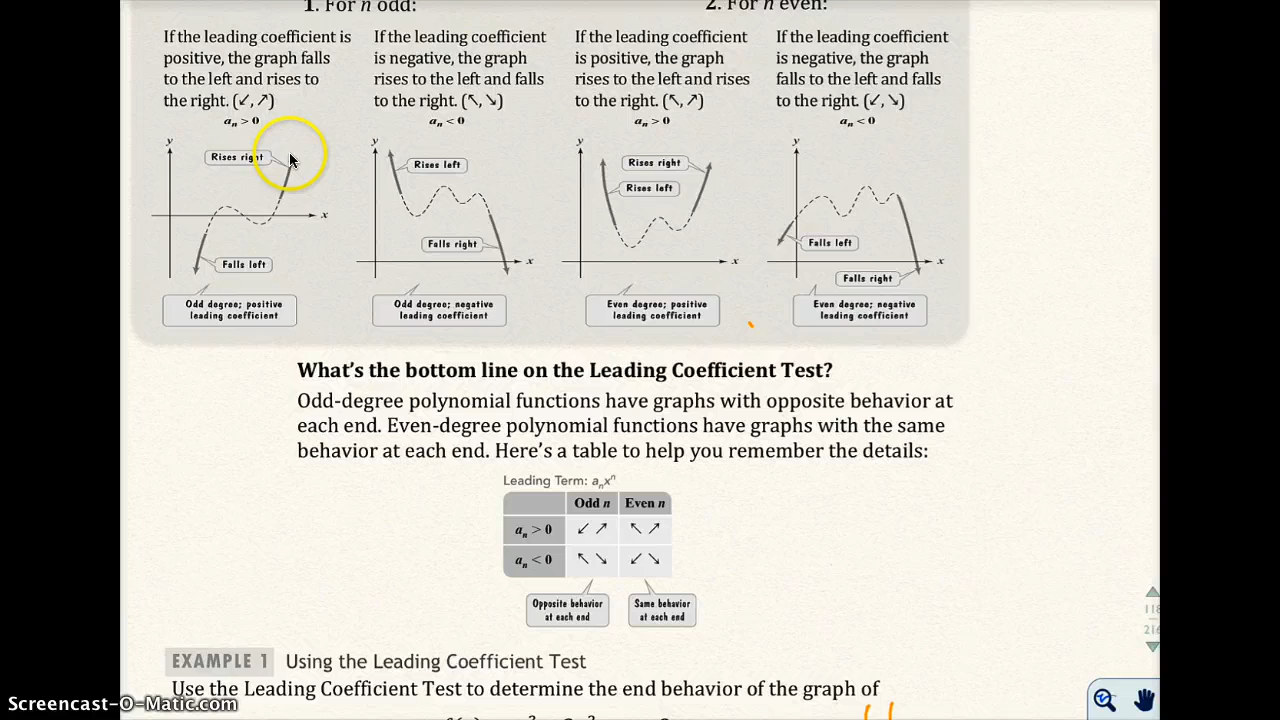 1. For n odd:
2. For n even:
If the leading coefficient is
positive, the graph falls
to the left and rises to
the right. (↙, ↗)
aₙ > 0
If the leading coefficient
is negative, the graph
rises to the left and falls
to the right. (↖, ↘)
aₙ < 0
If the leading coefficient
is positive, the graph
rises to the left and rises
to the right. (↖, ↗)
aₙ > 0
If the leading coefficient
is negative, the graph
falls to the left and falls
to the right. (↙, ↘)
aₙ < 0
y
Rises right
x
Falls left
Odd degree; positive
leading coefficient
y
Rises left
Falls right
x
Odd degree; negative
leading coefficient
y
Rises right
Rises left
x
Even degree; positive
leading coefficient
y
Falls left
x
Falls right
Even degree; negative
leading coefficient
What's the bottom line on the Leading Coefficient Test?
Odd-degree polynomial functions have graphs with opposite behavior at
each end. Even-degree polynomial functions have graphs with the same
behavior at each end. Here's a table to help you remember the details:
Leading Term: aₙxⁿ
Odd n Even n
aₙ > 0 ↙ ↗ ↖ ↗
aₙ < 0 ↖ ↘ ↙ ↘
Opposite behavior
at each end
Same behavior
at each end
118
216
EXAMPLE 1 Using the Leading Coefficient Test
Use the Leading Coefficient Test to determine the end behavior of the graph of
Screencast-O-Matic.com